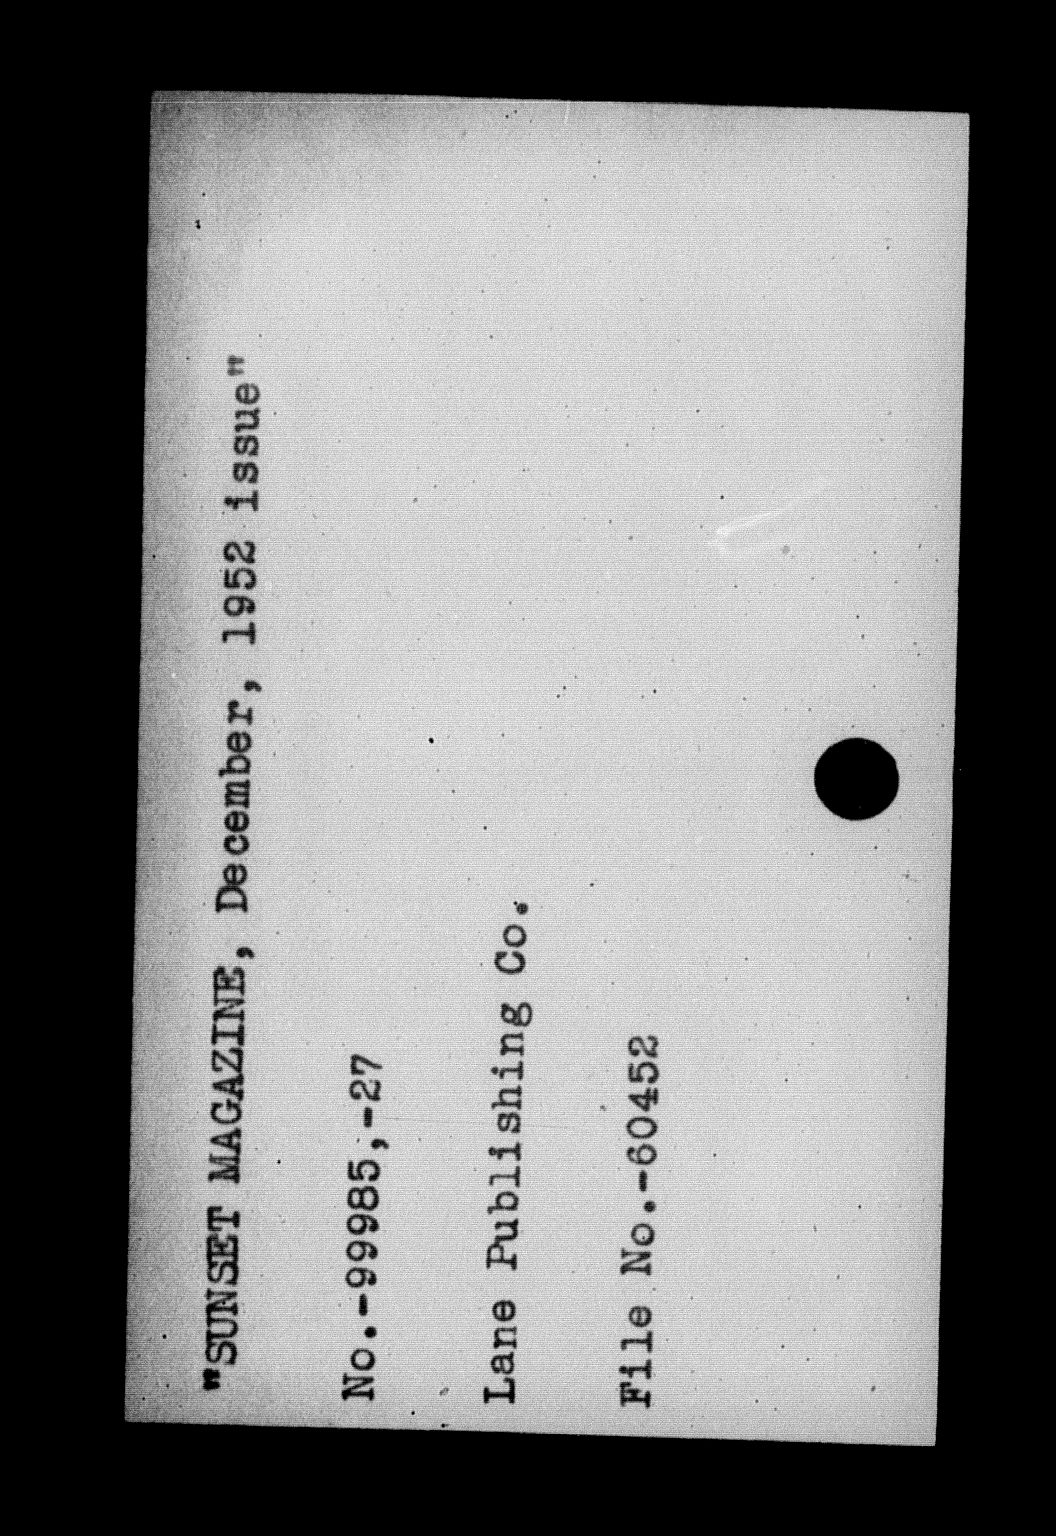 "SUNSET MAGAZINE, December, 1952 issue"
No.-99985,-27
Lane Publishing Co.
File No.-60452